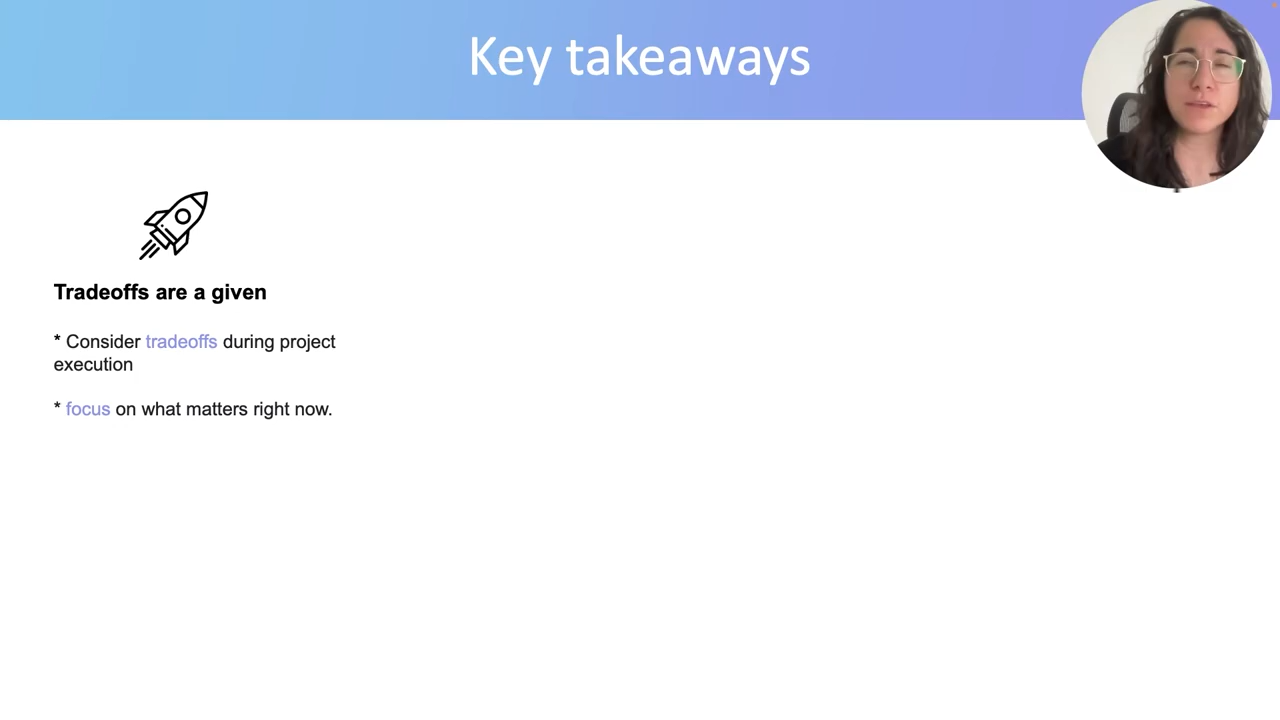 Key takeaways
Tradeoffs are a given
* Consider tradeoffs during project
execution
* focus on what matters right now.